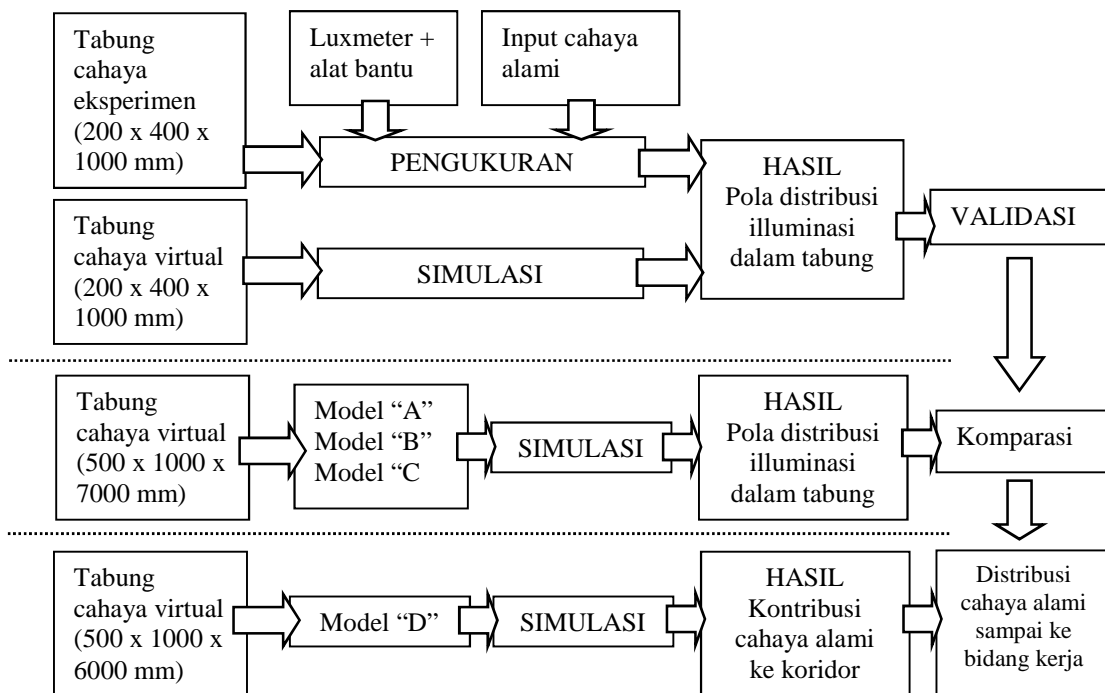 Tabung
cahaya
eksperimen
(200 x 400 x
1000 mm)
Luxmeter +
alat bantu
Input cahaya
alami
PENGUKURAN
HASIL
Pola distribusi
illuminasi
dalam tabung
VALIDASI
Tabung
cahaya virtual
(200 x 400 x
1000 mm)
SIMULASI
Tabung
cahaya virtual
(500 x 1000 x
7000 mm)
Model “A”
Model “B”
Model “C
SIMULASI
HASIL
Pola distribusi
illuminasi
dalam tabung
Komparasi
Tabung
cahaya virtual
(500 x 1000 x
6000 mm)
Model “D”
SIMULASI
HASIL
Kontribusi
cahaya alami
ke koridor
Distribusi
cahaya alami
sampai ke
bidang kerja